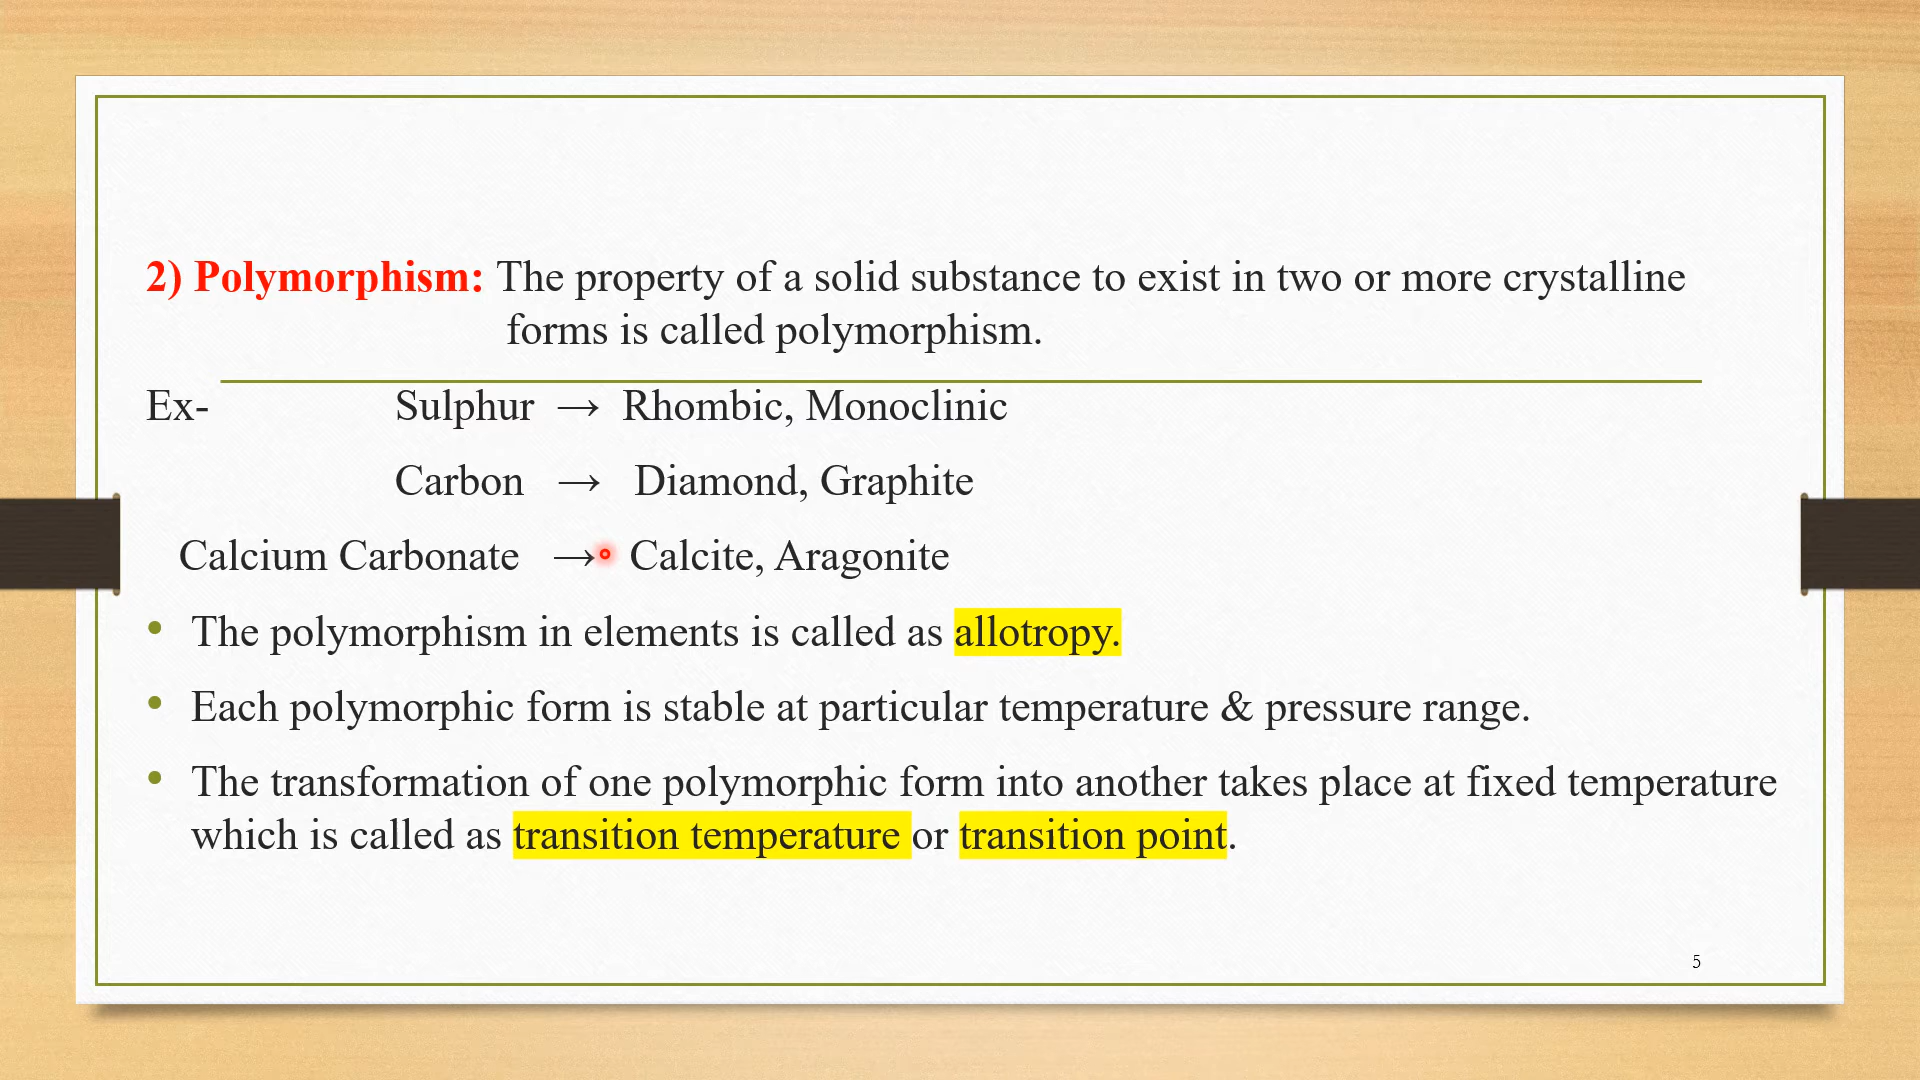 2) Polymorphism: The property of a solid substance to exist in two or more crystalline
forms is called polymorphism.
Ex- Sulphur → Rhombic, Monoclinic
Carbon → Diamond, Graphite
Calcium Carbonate → Calcite, Aragonite
• The polymorphism in elements is called as allotropy.
• Each polymorphic form is stable at particular temperature & pressure range.
• The transformation of one polymorphic form into another takes place at fixed temperature
which is called as transition temperature or transition point.
5